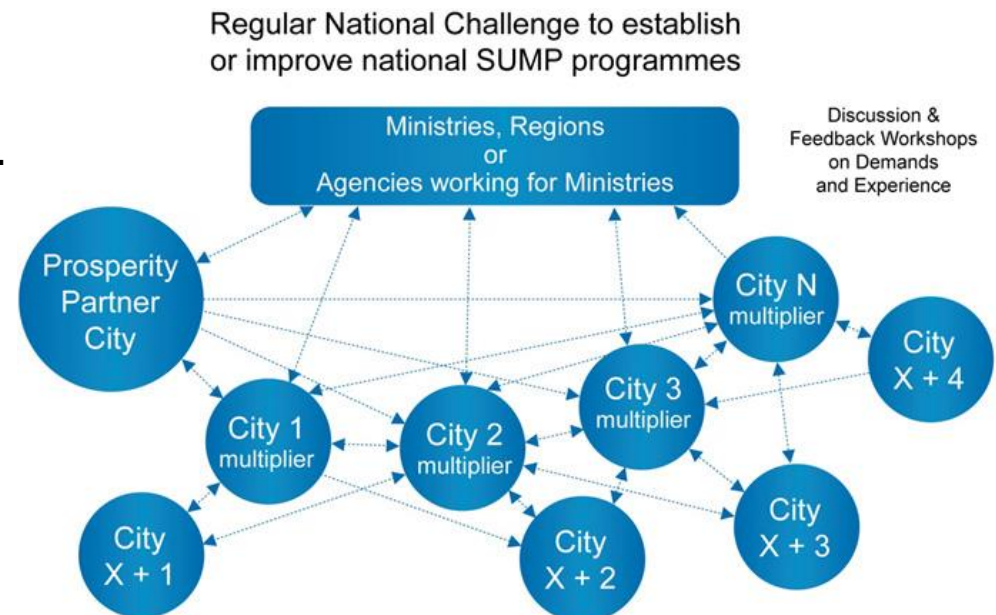 Regular National Challenge to establish
or improve national SUMP programmes
Ministries, Regions
or
Agencies working for Ministries
Discussion &
Feedback Workshops
on Demands
and Experience
Prosperity
Partner
City
City N
multiplier
City
X + 4
City 3
multiplier
City 1
multiplier
City 2
multiplier
City
X + 3
City
X + 1
City
X + 2